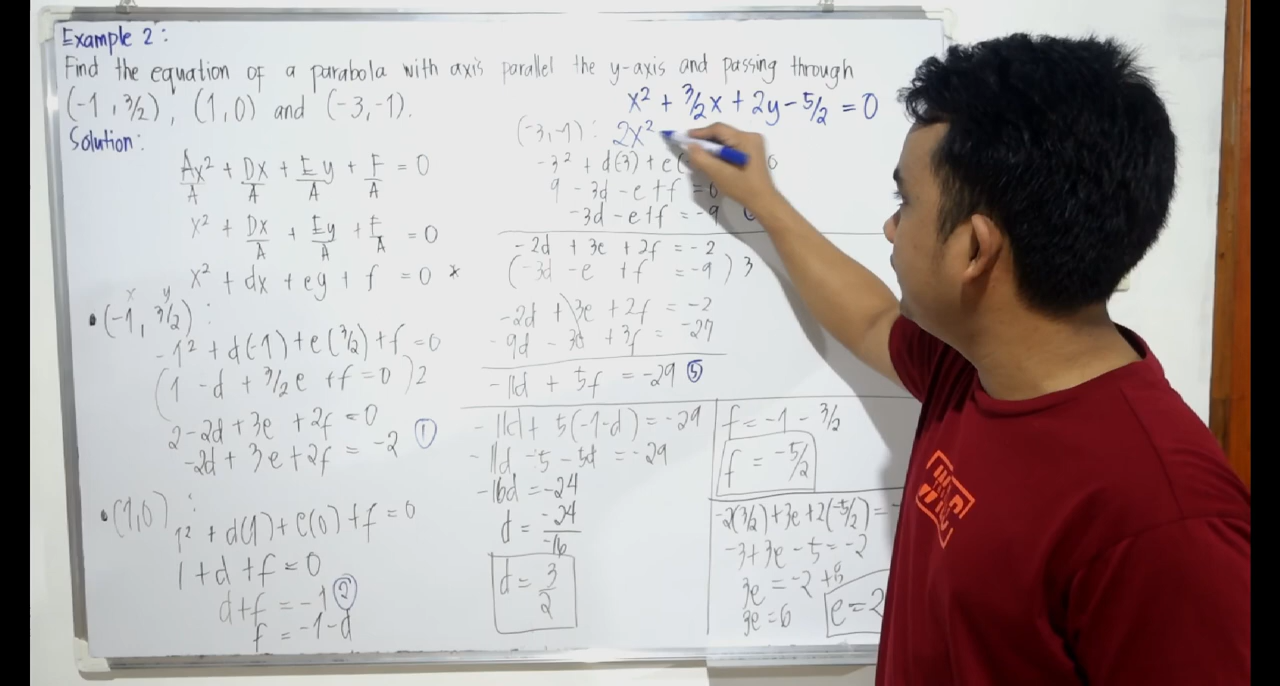 Example 2:
Find the equation of a parabola with axis parallel the y-axis and passing through
(-1, 3/2), (1,0) and (-3,-1).
Solution:
Ax²/A + Dx/A + Ey/A + F/A = 0
x² + Dx/A + Ey/A + F/A = 0
x² + dx + ey + f = 0 *
x y
• (-1, 3/2):
-1² + d(-1) + e(3/2) + f = 0
(1 - d + 3/2e + f = 0) 2
2 - 2d + 3e + 2f = 0
-2d + 3e + 2f = -2 ①
• (1,0):
1² + d(1) + e(0) + f = 0
1 + d + f = 0
d + f = -1 ②
f = -1 - d
x² + 3/2x + 2y - 5/2 = 0
(-3,-1): 2x²
-3² + d(3) + e( 0
9 - 3d - e + f = 0
-3d - e + f = -9
-2d + 3e + 2f = -2
(-3d - e + f = -9) 3
-2d + 3e + 2f = -2
-9d - 3e + 3f = -27
-11d + 5f = -29 ⑤
-11d + 5(-1-d) = -29
-11d - 5 - 5d = -29
-16d = -24
d = -24/-16
d = 3/2
f = -1 - 3/2
f = -5/2
-2(3/2) + 3e + 2(-5/2) = -
-3 + 3e - 5 = -2
3e = -2 + 8
3e = 6
e = 2